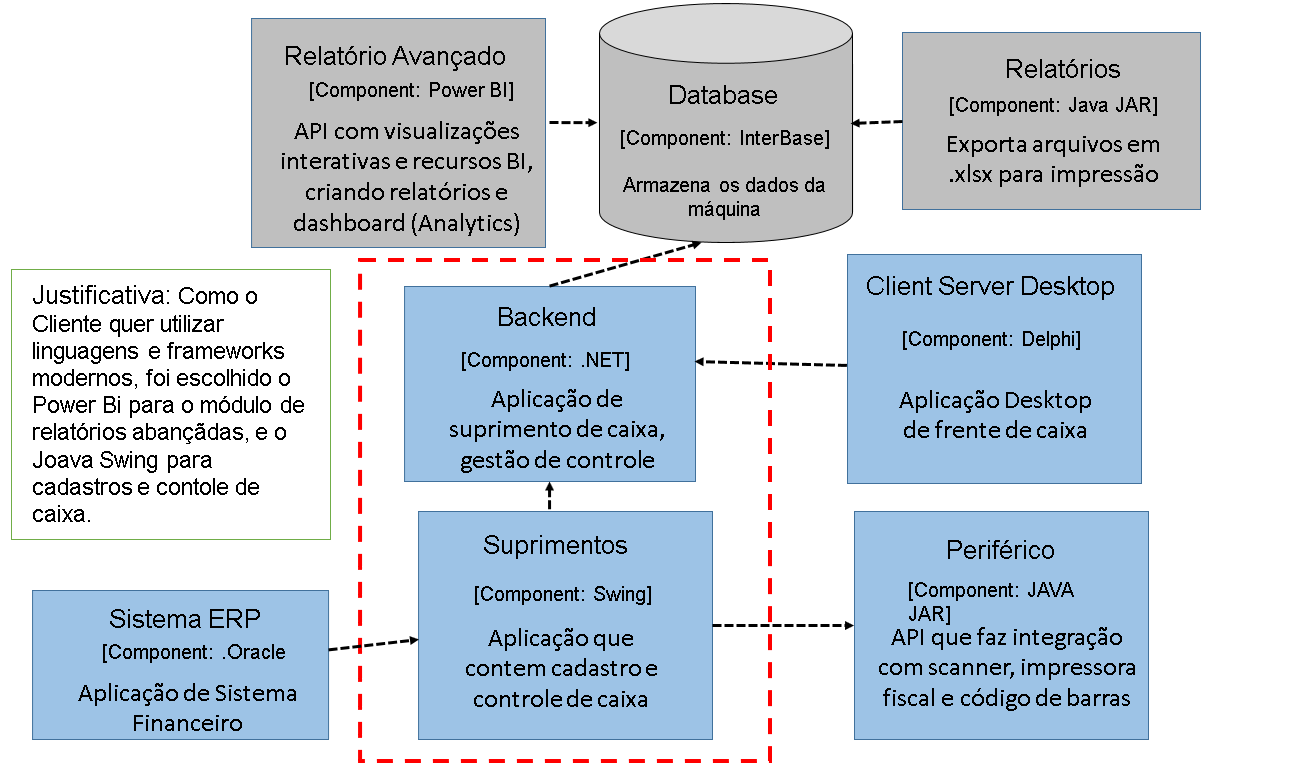 Relatório Avançado
[Component: Power BI]
API com visualizações
interativas e recursos BI,
criando relatórios e
dashboard (Analytics)
Database
[Component: InterBase]
Armazena os dados da
máquina
Relatórios
[Component: Java JAR]
Exporta arquivos em
.xlsx para impressão
Justificativa: Como o
Cliente quer utilizar
linguagens e frameworks
modernos, foi escolhido o
Power Bi para o módulo de
relatórios abançãdas, e o
Joava Swing para
cadastros e contole de
caixa.
Backend
[Component: .NET]
Aplicação de
suprimento de caixa,
gestão de controle
Client Server Desktop
[Component: Delphi]
Aplicação Desktop
de frente de caixa
Sistema ERP
[Component: .Oracle
Aplicação de Sistema
Financeiro
Suprimentos
[Component: Swing]
Aplicação que
contem cadastro e
controle de caixa
Periférico
[Component: JAVA
JAR]
API que faz integração
com scanner, impressora
fiscal e código de barras